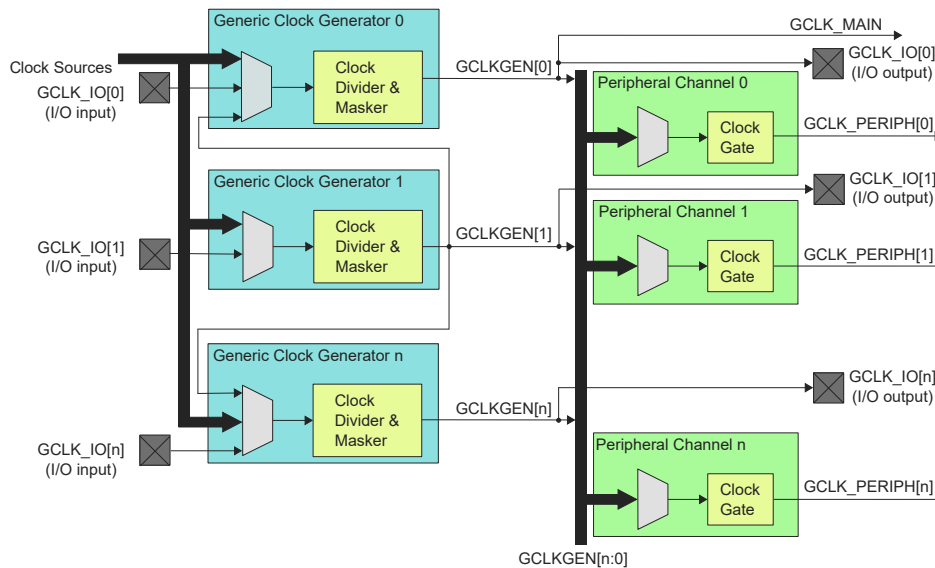 Generic Clock Generator 0
GCLK_MAIN
GCLK_IO[0]
(I/O output)
Clock Sources
GCLK_IO[0]
(I/O input)
Clock
Divider &
Masker
GCLKGEN[0]
Peripheral Channel 0
Clock
Gate
GCLK_PERIPH[0]
Generic Clock Generator 1
GCLK_IO[1]
(I/O output)
GCLK_IO[1]
(I/O input)
Clock
Divider &
Masker
GCLKGEN[1]
Peripheral Channel 1
Clock
Gate
GCLK_PERIPH[1]
Generic Clock Generator n
GCLK_IO[n]
(I/O output)
GCLK_IO[n]
(I/O input)
Clock
Divider &
Masker
GCLKGEN[n]
Peripheral Channel n
Clock
Gate
GCLK_PERIPH[n]
GCLKGEN[n:0]